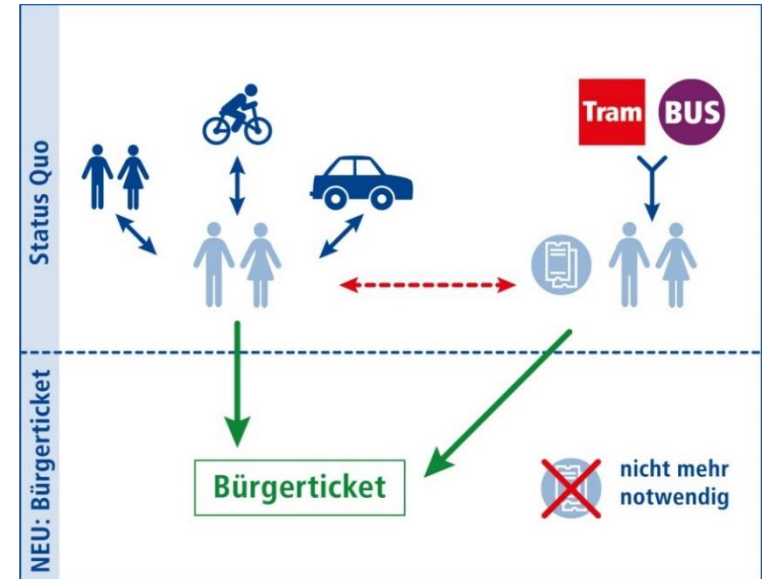 Status Quo
Tram
BUS
NEU: Bürgerticket
Bürgerticket
nicht mehr
notwendig